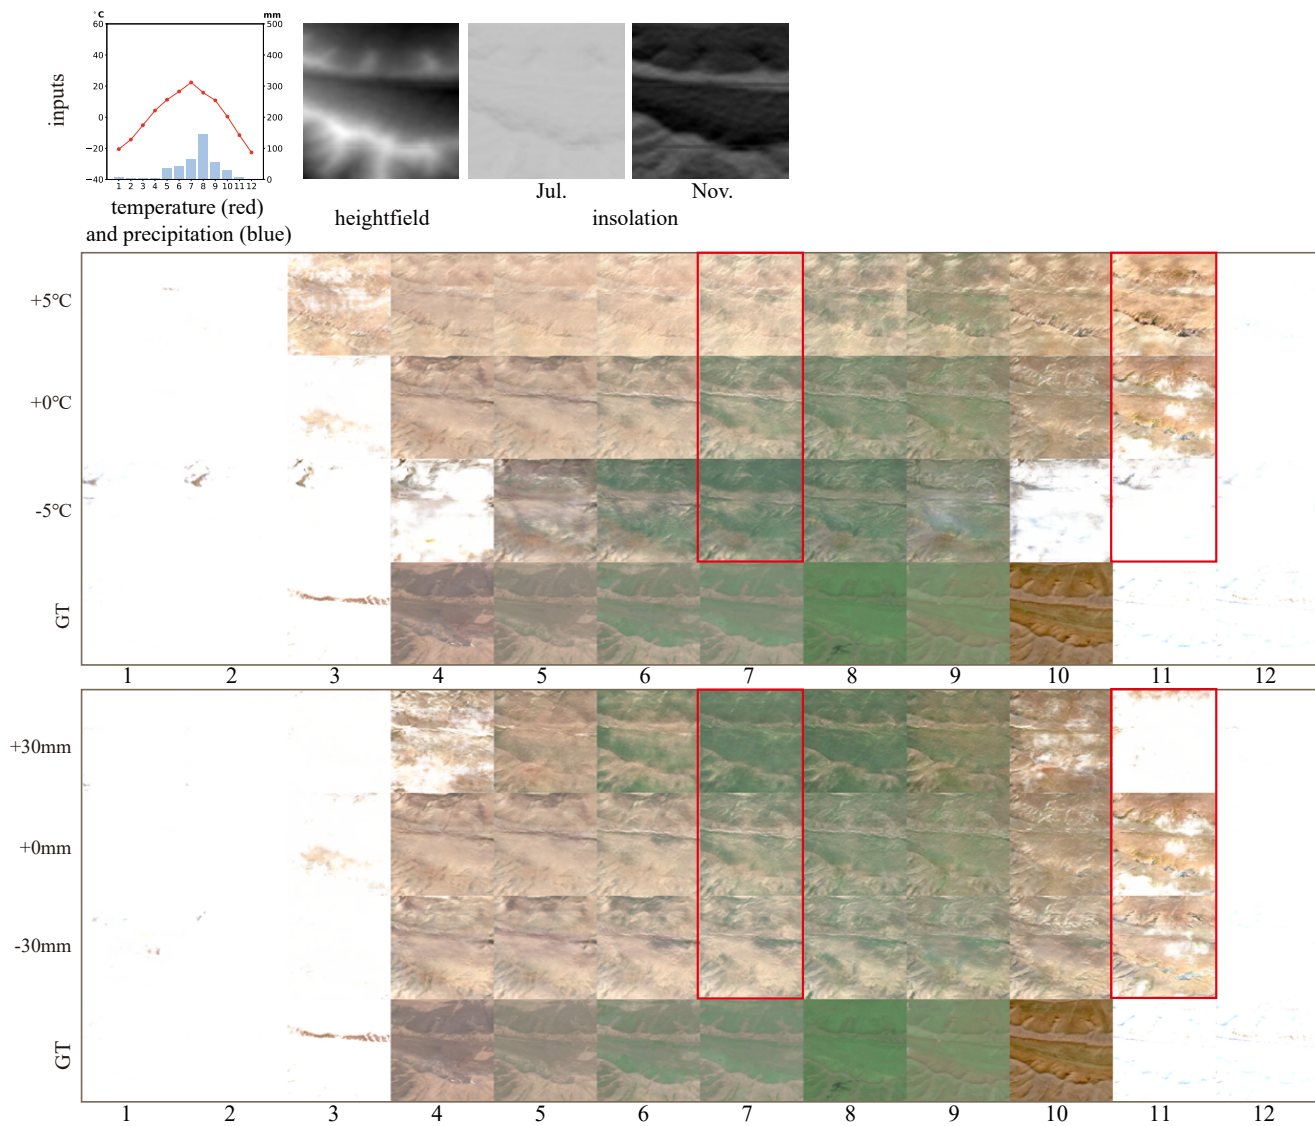 °C
mm
60
500
40
400
20
300
0
200
−20
100
−40
0
1 2 3 4 5 6 7 8 9 10 11 12
inputs
temperature (red)
and precipitation (blue)
heightfield
Jul.
Nov.
insolation
+5°C
+0°C
-5°C
GT
1 2 3 4 5 6 7 8 9 10 11 12
+30mm
+0mm
-30mm
GT
1 2 3 4 5 6 7 8 9 10 11 12